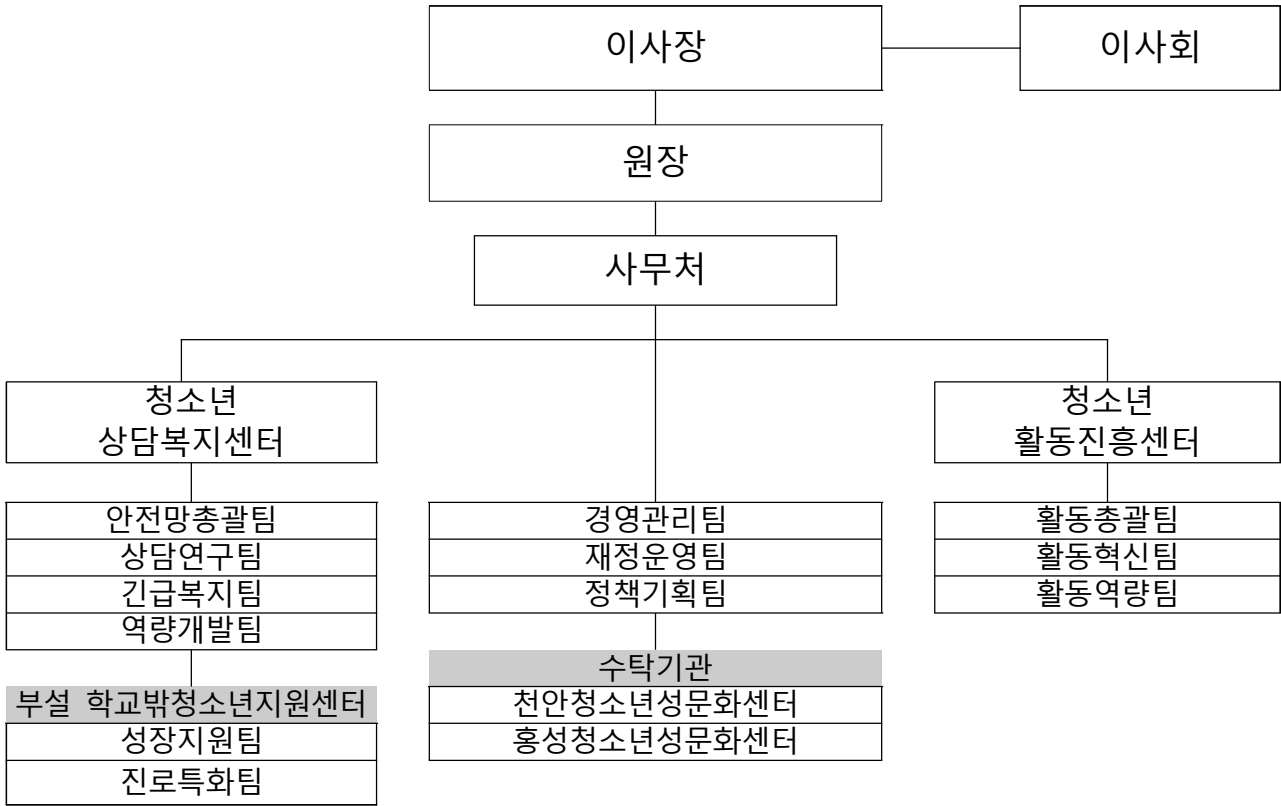 이사장
이사회
원장
사무처
청소년
상담복지센터
안전망총괄팀
상담연구팀
긴급복지팀
역량개발팀
부설 학교밖청소년지원센터
성장지원팀
진로특화팀
경영관리팀
재정운영팀
정책기획팀
수탁기관
천안청소년성문화센터
홍성청소년성문화센터
청소년
활동진흥센터
활동총괄팀
활동혁신팀
활동역량팀